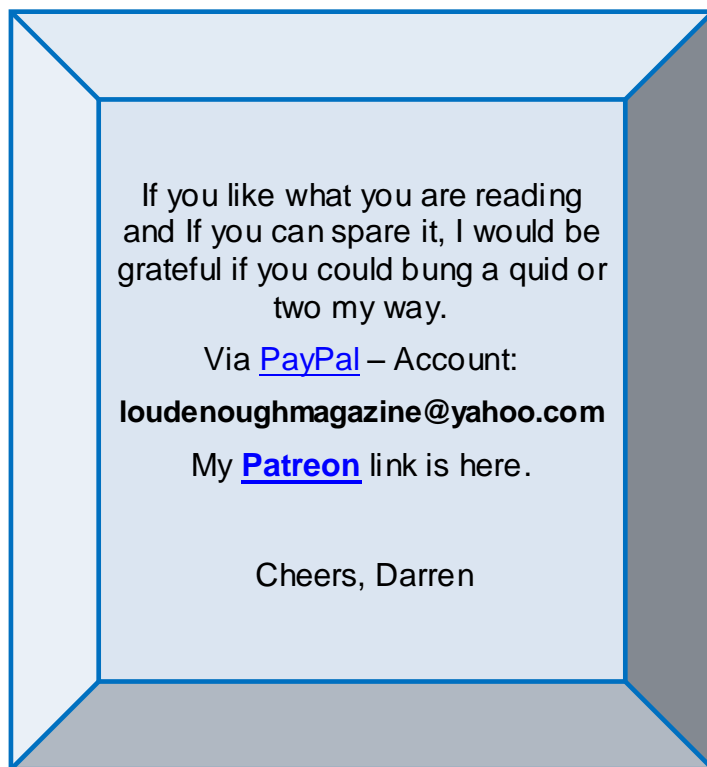 If you like what you are reading
and If you can spare it, I would be
grateful if you could bung a quid or
two my way.
Via PayPal – Account:
loudenoughmagazine@yahoo.com
My Patreon link is here.
Cheers, Darren